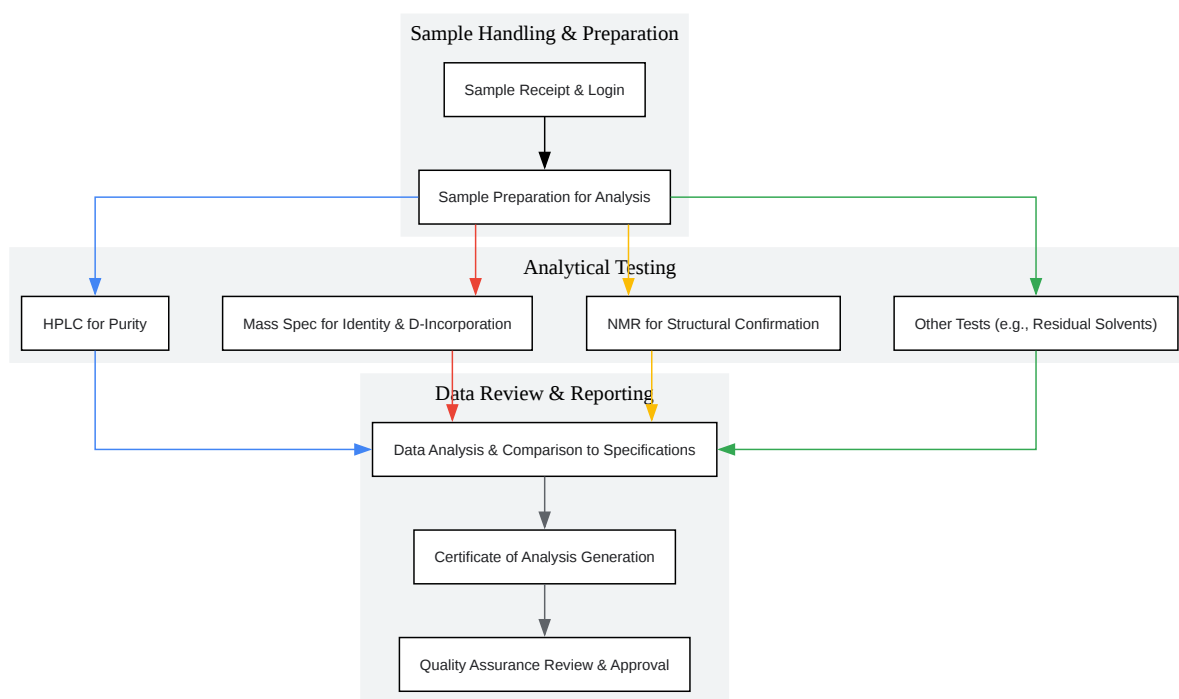 Sample Handling & Preparation
Sample Receipt & Login
Sample Preparation for Analysis
Analytical Testing
HPLC for Purity
Mass Spec for Identity & D-Incorporation
NMR for Structural Confirmation
Other Tests (e.g., Residual Solvents)
Data Review & Reporting
Data Analysis & Comparison to Specifications
Certificate of Analysis Generation
Quality Assurance Review & Approval